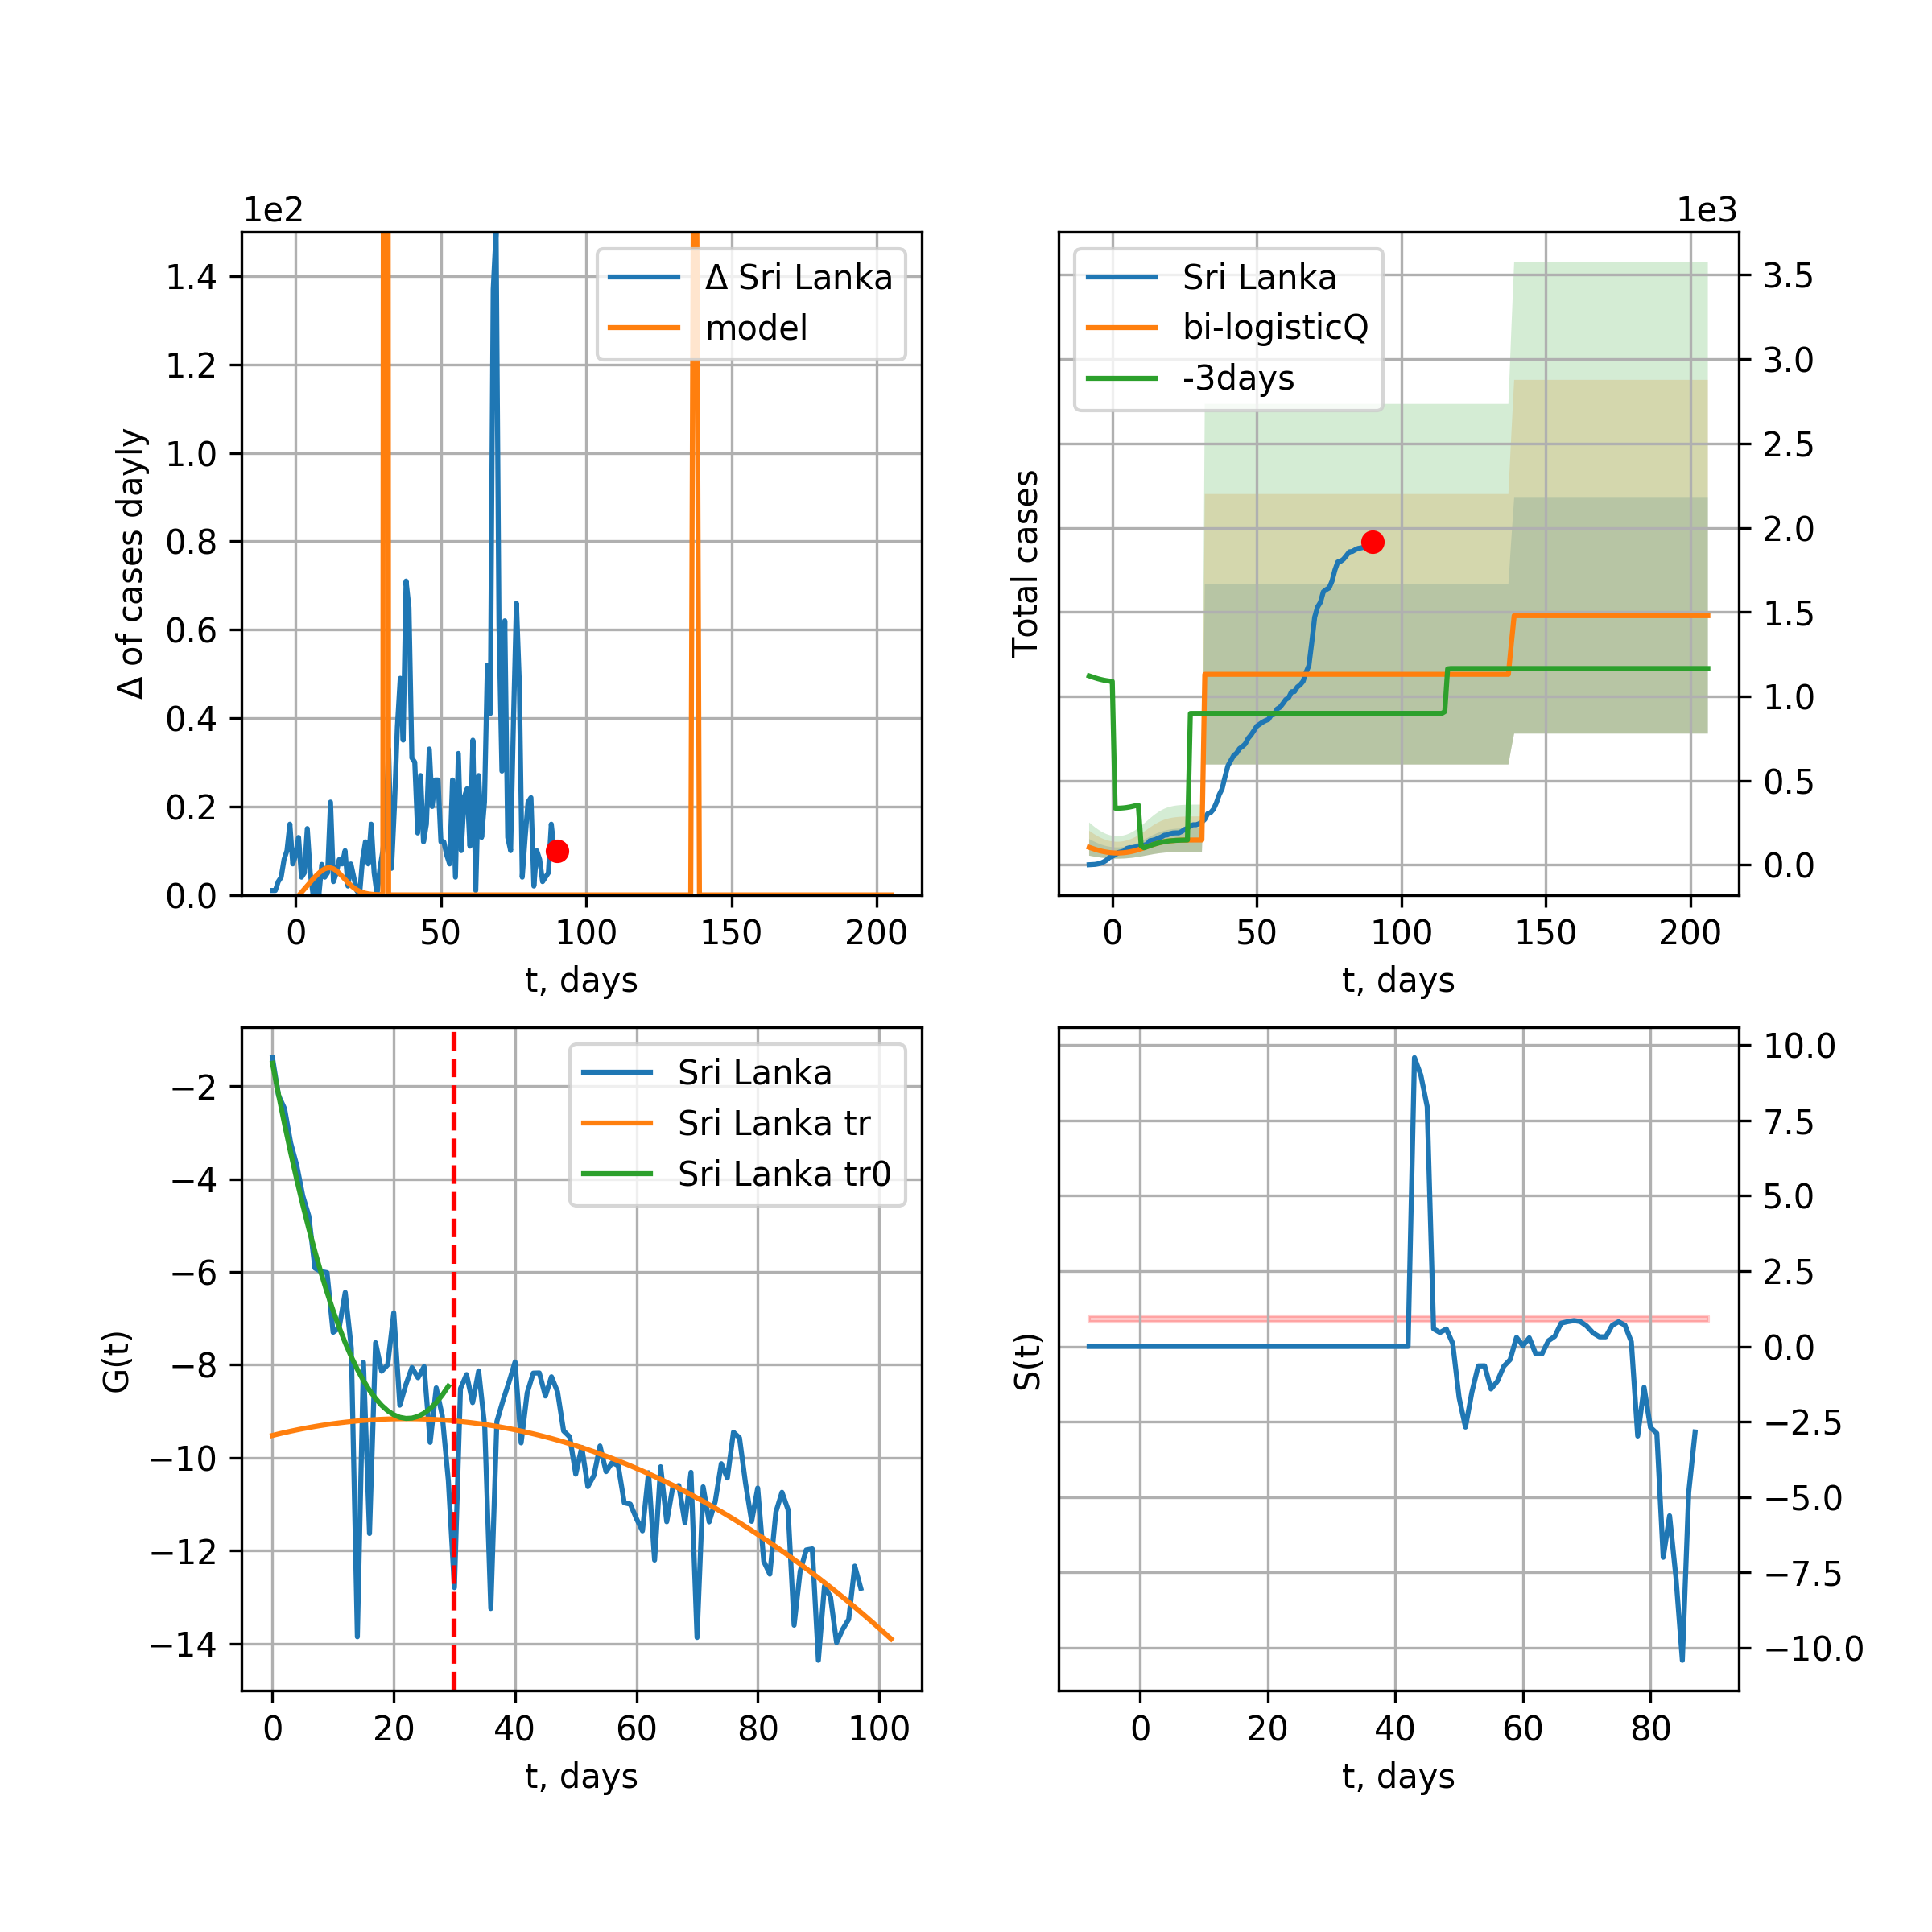 1e2
Δ of cases dayly
1.4
1.2
1.0
0.8
0.6
0.4
0.2
0.0
Δ Sri Lanka
model
0 50 100 150 200
t, days
1e3
Total cases
Sri Lanka
bi-logisticQ
-3days
3.5
3.0
2.5
2.0
1.5
1.0
0.5
0.0
0 50 100 150 200
t, days
G(t)
−2
−4
−6
−8
−10
−12
−14
Sri Lanka
Sri Lanka tr
Sri Lanka tr0
0 20 40 60 80 100
t, days
S(t)
10.0
7.5
5.0
2.5
0.0
−2.5
−5.0
−7.5
−10.0
0 20 40 60 80
t, days